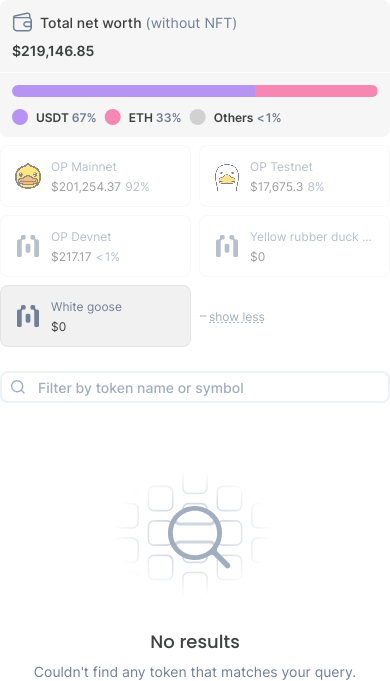 Total net worth (without NFT)
$219,146.85
USDT 67% ETH 33% Others <1%
OP Mainnet
$201,254.37 92%
OP Testnet
$17,675.3 8%
OP Devnet
$217.17 <1%
Yellow rubber duck ...
$0
White goose
$0
– show less
Filter by token name or symbol
No results
Couldn't find any token that matches your query.